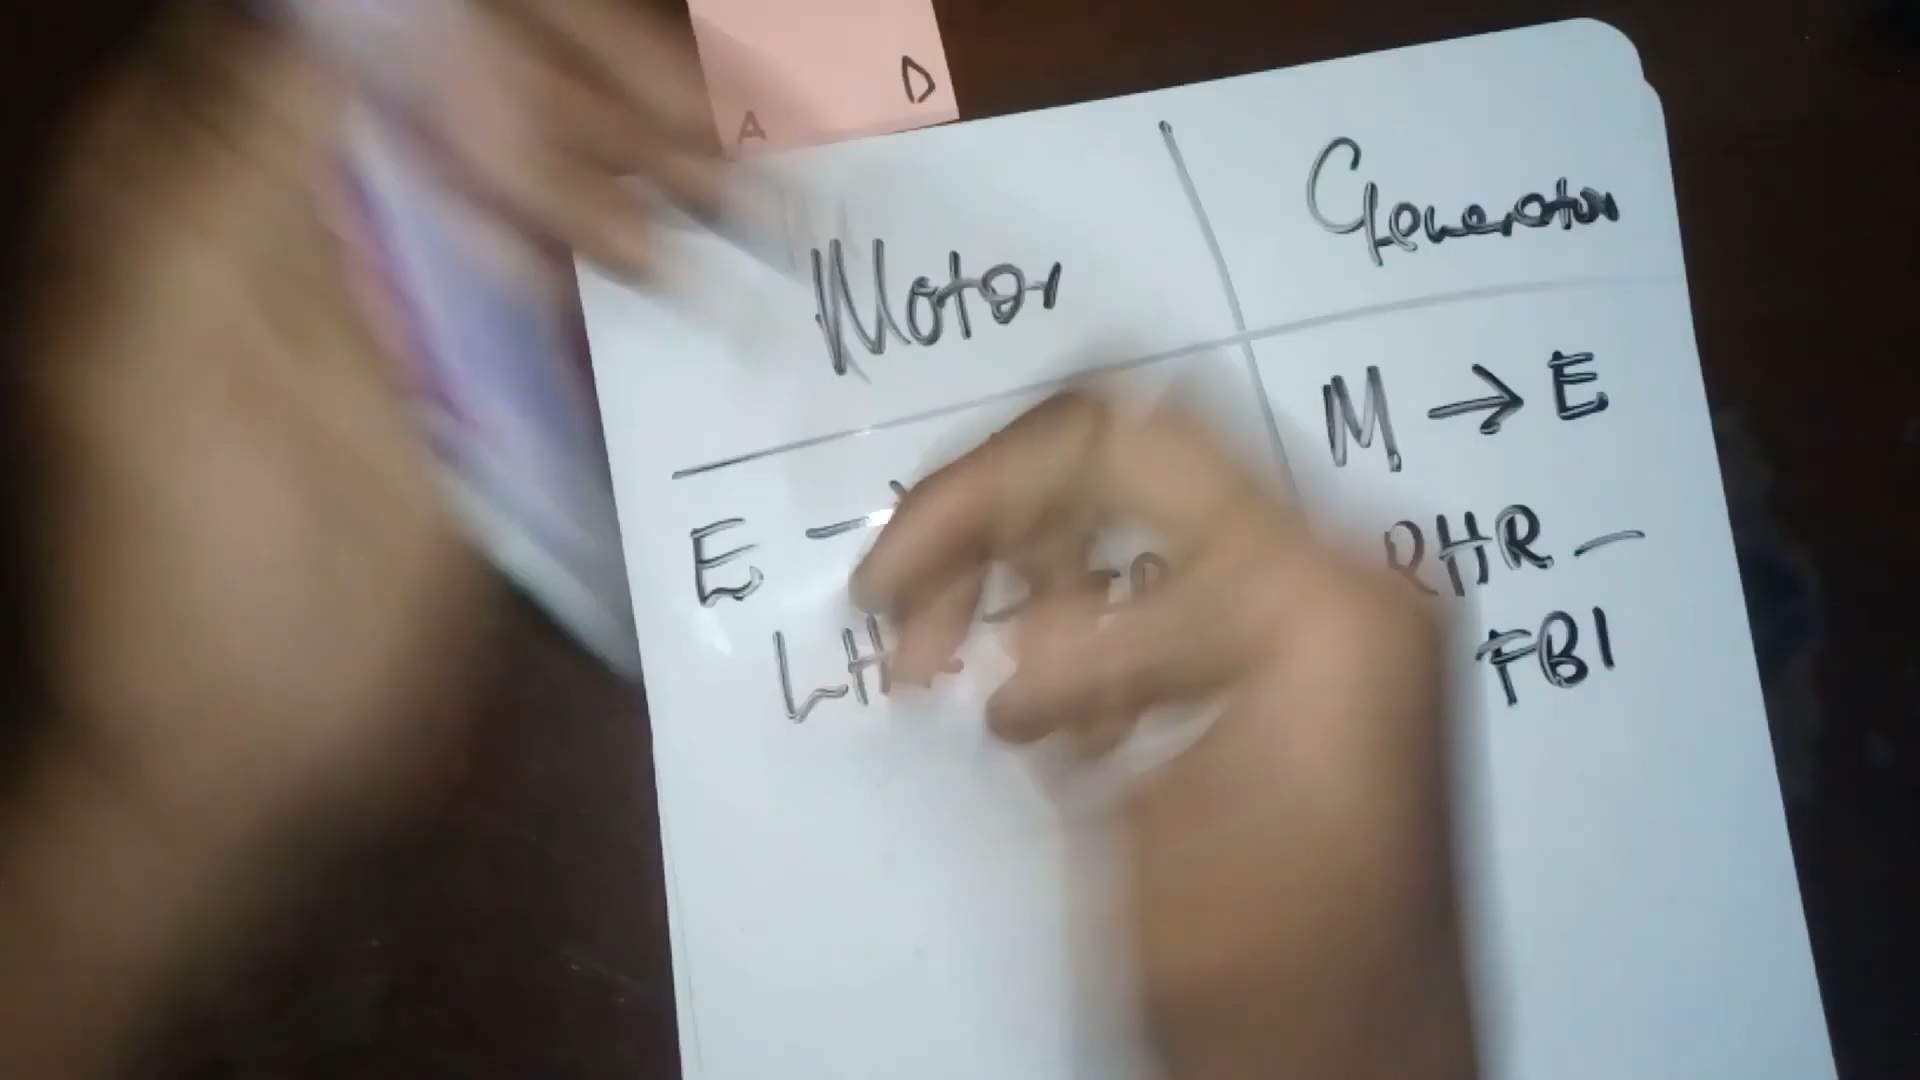 A D
Motor Generator
E M → E
LH RHR —
FBI